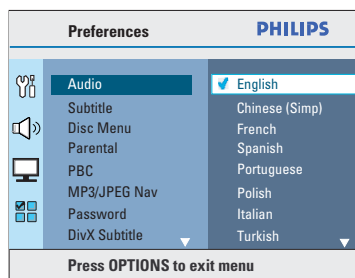 Preferences
PHILIPS
Audio
Subtitle
Disc Menu
Parental
PBC
MP3/JPEG Nav
Password
DivX Subtitle
English
Chinese (Simp)
French
Spanish
Portuguese
Polish
Italian
Turkish
Press OPTIONS to exit menu